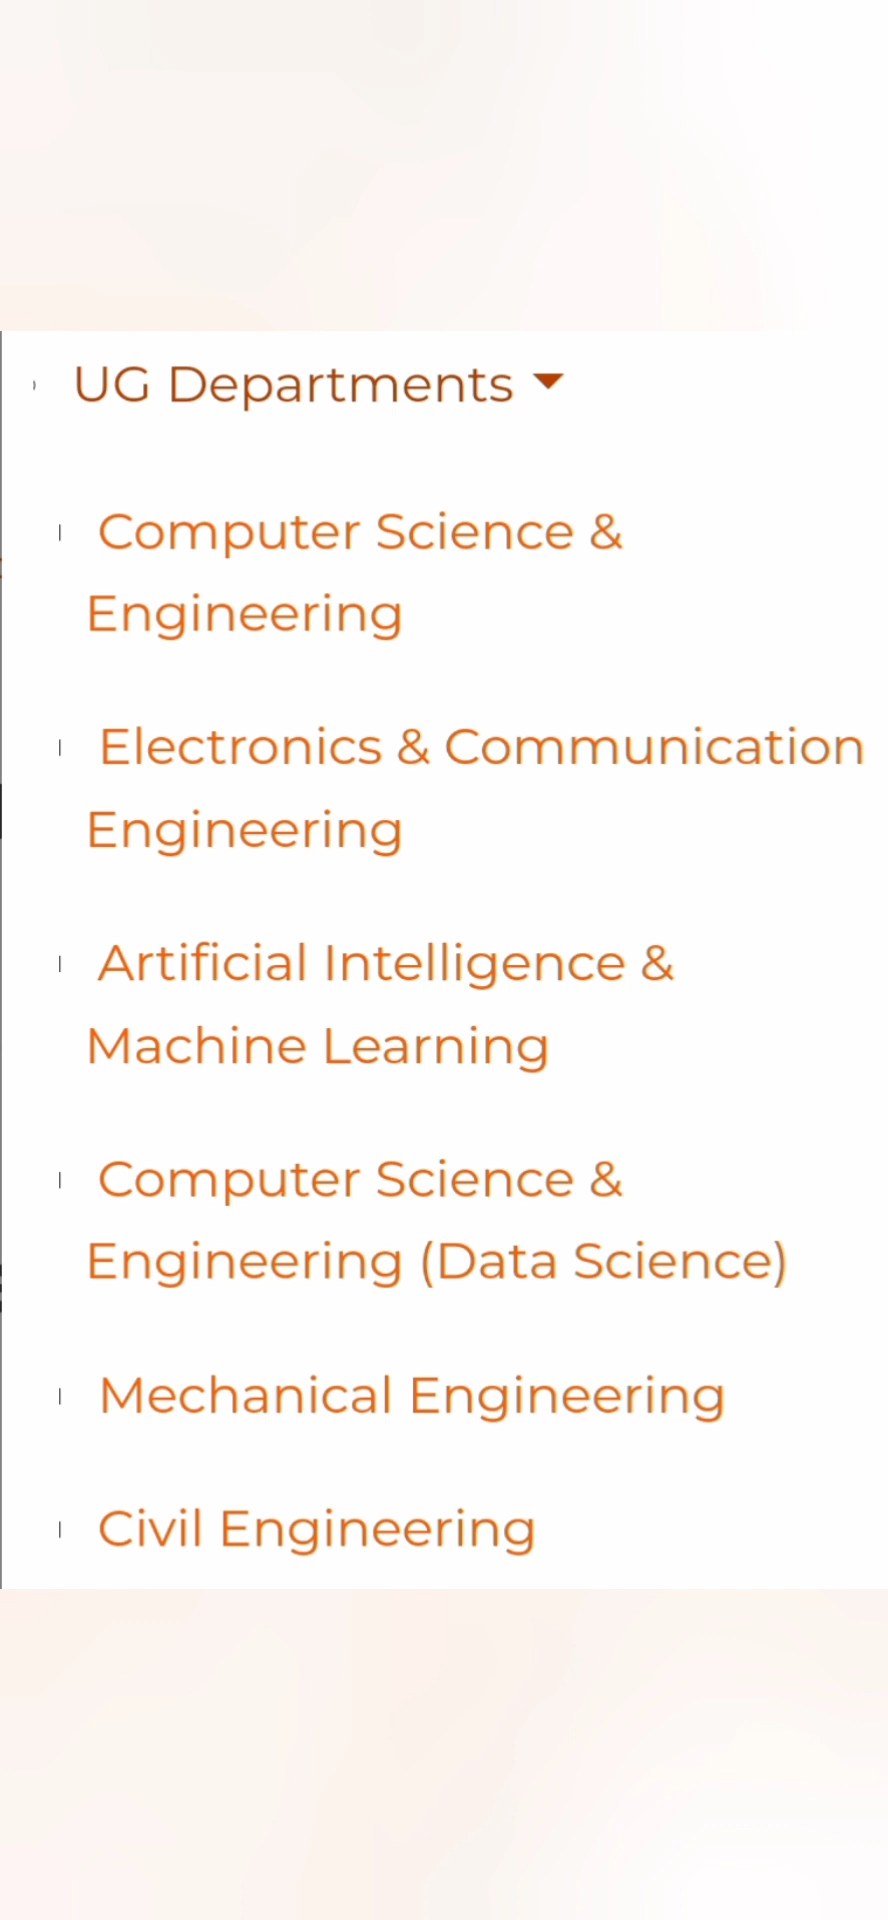 UG Departments
Computer Science &
Engineering
Electronics & Communication
Engineering
Artificial Intelligence &
Machine Learning
Computer Science &
Engineering (Data Science)
Mechanical Engineering
Civil Engineering